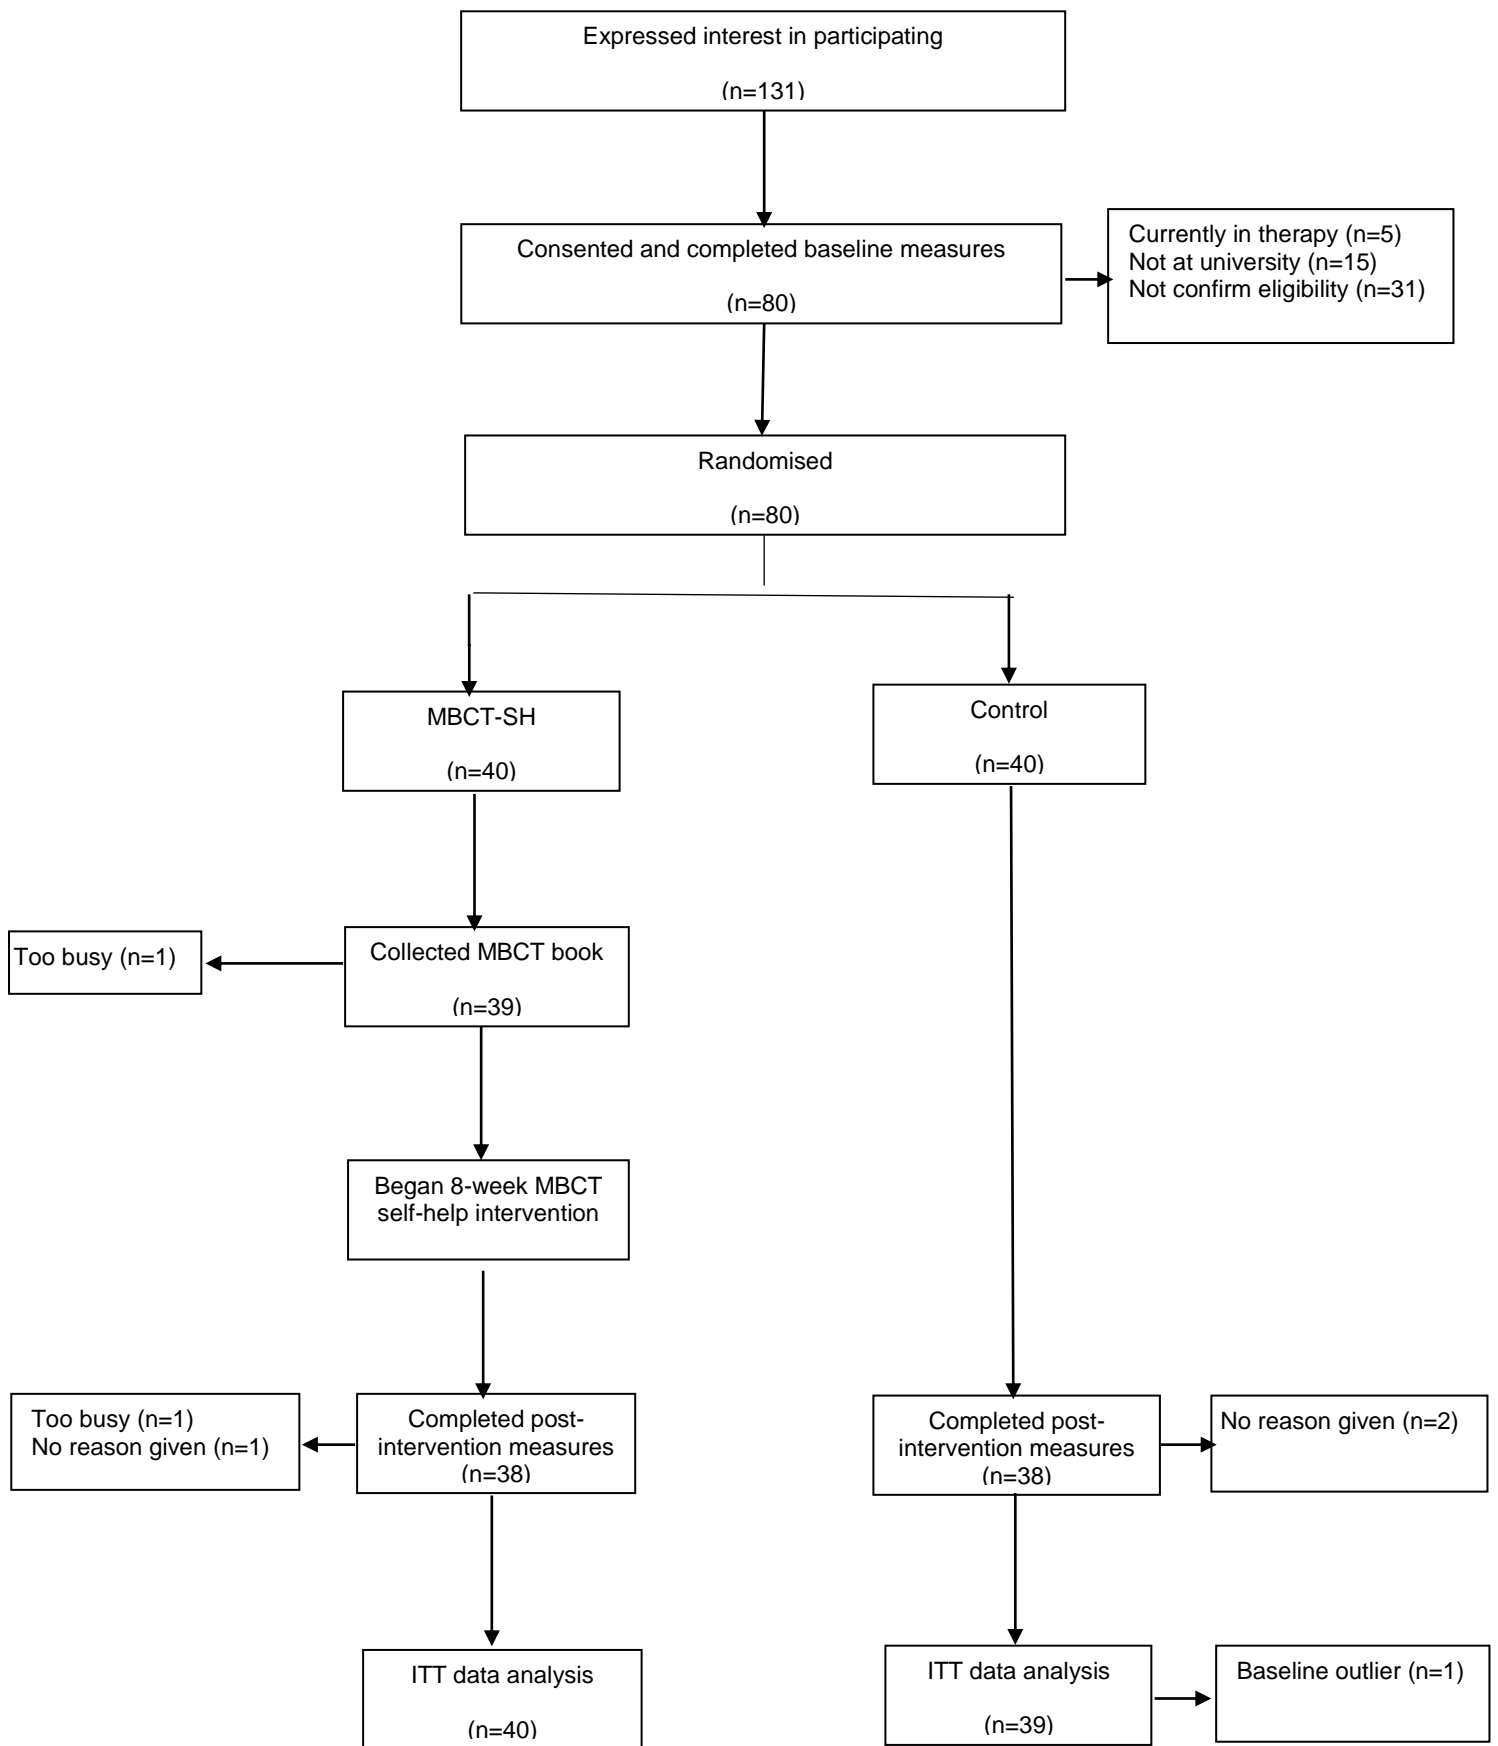 Expressed interest in participating
(n=131)
Consented and completed baseline measures
(n=80)
Currently in therapy (n=5)
Not at university (n=15)
Not confirm eligibility (n=31)
Randomised
(n=80)
MBCT-SH
(n=40)
Control
(n=40)
Too busy (n=1)
Collected MBCT book
(n=39)
Began 8-week MBCT
self-help intervention
Too busy (n=1)
No reason given (n=1)
Completed post-
intervention measures
(n=38)
Completed post-
intervention measures
(n=38)
No reason given (n=2)
ITT data analysis
(n=40)
ITT data analysis
(n=39)
Baseline outlier (n=1)